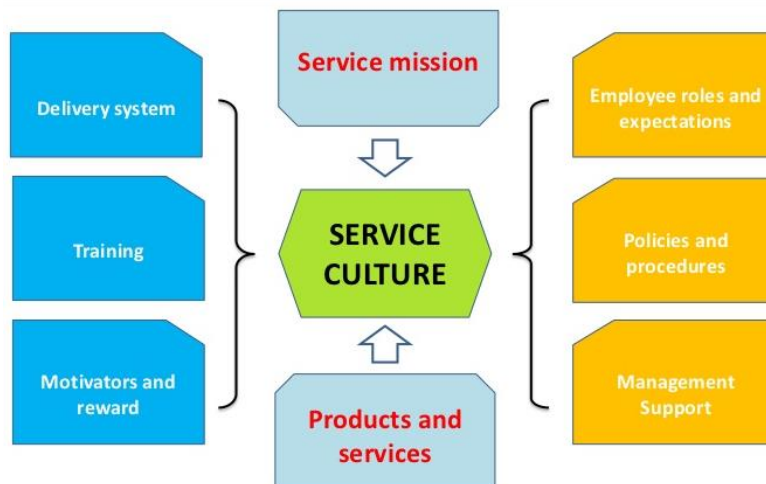 Delivery system
Training
Motivators and
reward
Service mission
SERVICE
CULTURE
Products and
services
Employee roles and
expectations
Policies and
procedures
Management
Support